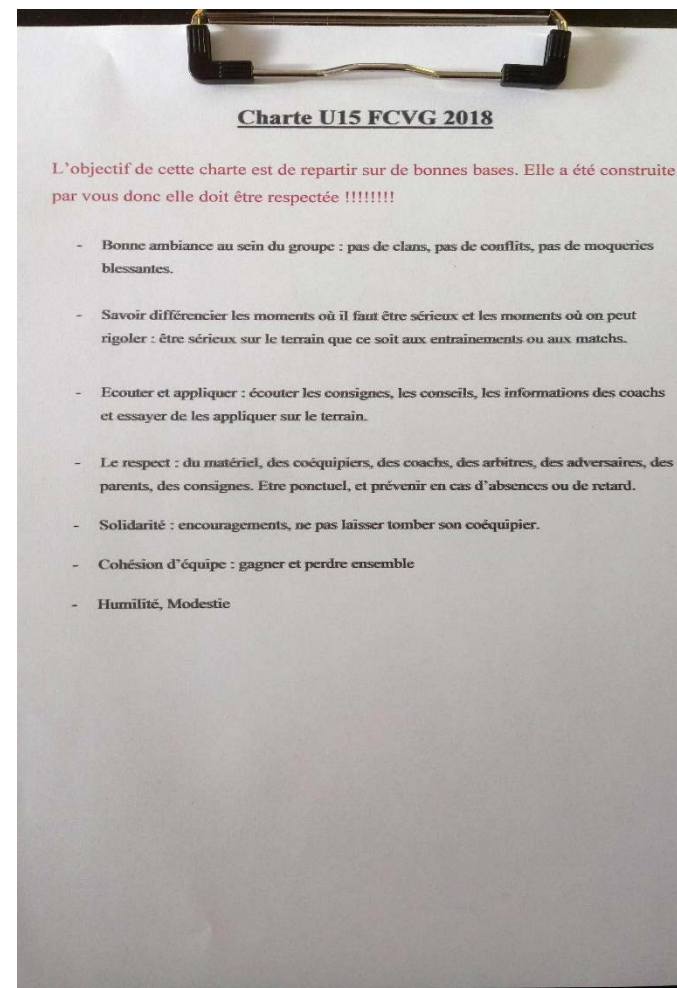 Charte U15 FCVG 2018
L'objectif de cette charte est de repartir sur de bonnes bases. Elle a été construite
par vous donc elle doit être respectée !!!!!!!!
- Bonne ambiance au sein du groupe : pas de clans, pas de conflits, pas de moqueries
blessantes.
- Savoir différencier les moments où il faut être sérieux et les moments où on peut
rigoler : être sérieux sur le terrain que ce soit aux entrainements ou aux matchs.
- Ecouter et appliquer : écouter les consignes, les conseils, les informations des coachs
et essayer de les appliquer sur le terrain.
- Le respect : du matériel, des coéquipiers, des coachs, des arbitres, des adversaires, des
parents, des consignes. Etre ponctuel, et prévenir en cas d'absences ou de retard.
- Solidarité : encouragements, ne pas laisser tomber son coéquipier.
- Cohésion d'équipe : gagner et perdre ensemble
- Humilité, Modestie